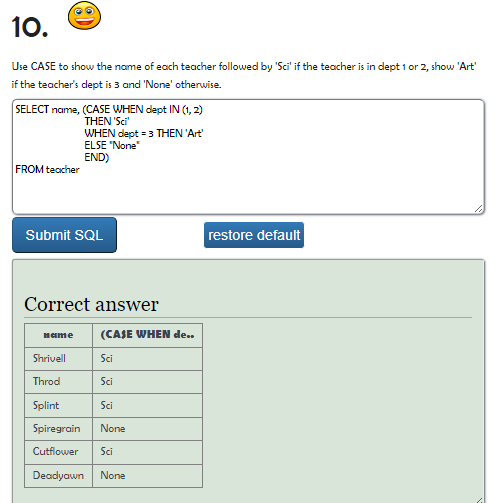 10.
Use CASE to show the name of each teacher followed by 'Sci' if the teacher is in dept 1 or 2, show 'Art'
if the teacher's dept is 3 and 'None' otherwise.
SELECT name, (CASE WHEN dept IN (1, 2)
THEN 'Sci'
WHEN dept = 3 THEN 'Art'
ELSE "None"
END)
FROM teacher
Submit SQL restore default
Correct answer
name (CASE WHEN de..
Shrivell Sci
Throd Sci
Splint Sci
Spiregrain None
Cutflower Sci
Deadyawn None